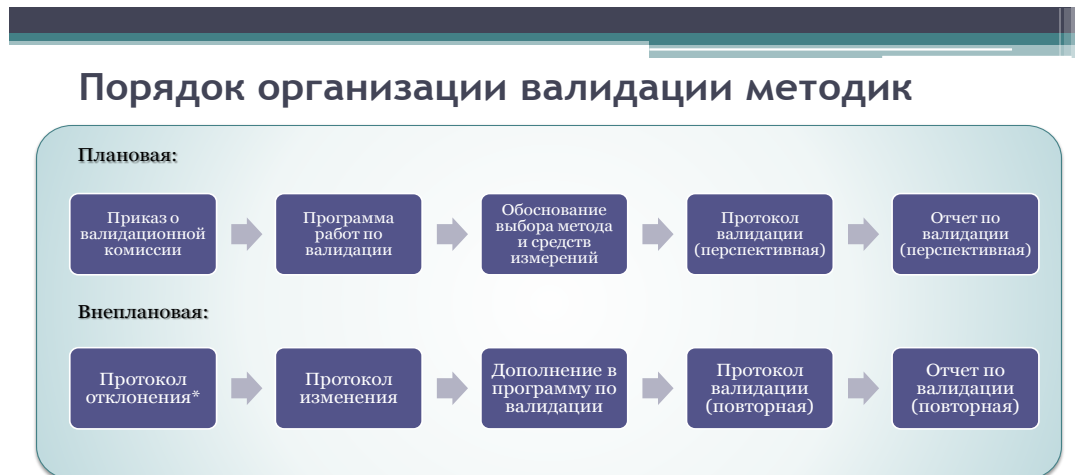 Порядок организации валидации методик
Плановая:
Приказ о
валидационной
комиссии
Программа
работ по
валидации
Обоснование
выбора метода
и средств
измерений
Протокол
валидации
(перспективная)
Отчет по
валидации
(перспективная)
Внеплановая:
Протокол
отклонения*
Протокол
изменения
Дополнение в
программу по
валидации
Протокол
валидации
(повторная)
Отчет по
валидации
(повторная)